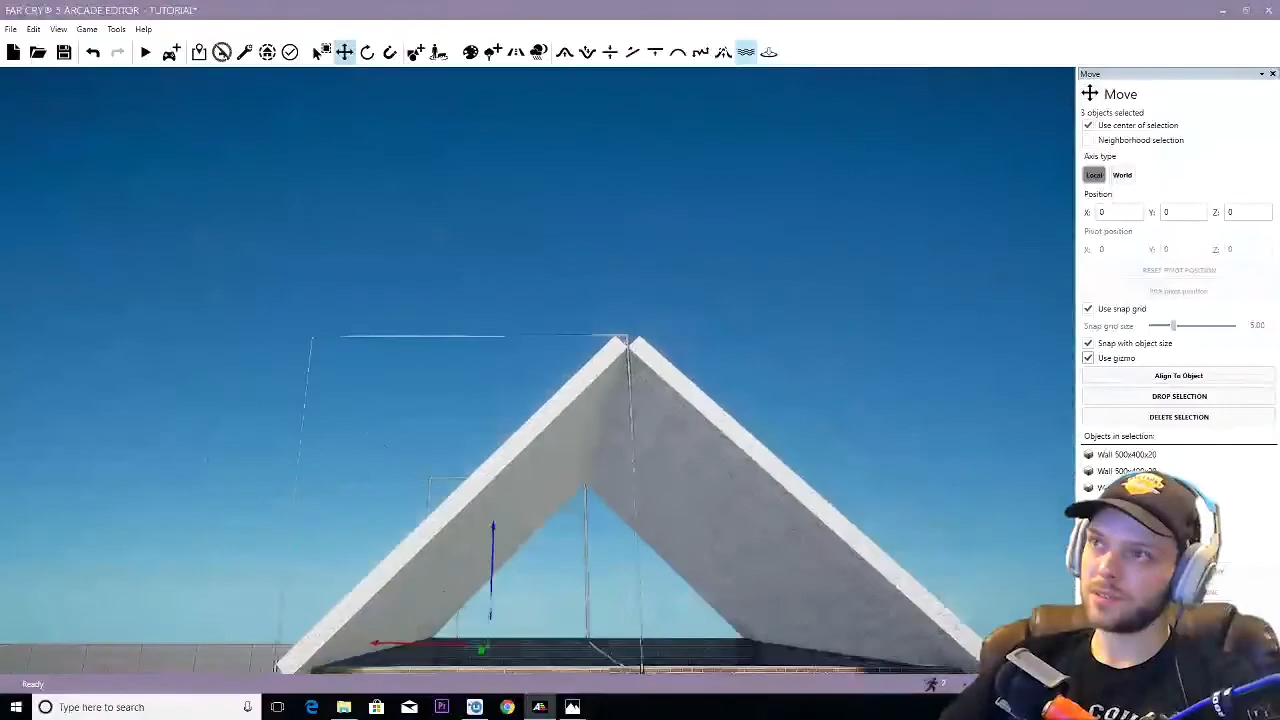 FAR CRY® 5 ARCADE EDITOR - TUTORIAL*
File Edit View Game Tools Help
Move
Move
3 objects selected
Use center of selection
Neighborhood selection
Axis type
Local World
Position
X: 0 Y: 0 Z: 0
Pivot position
X: 0 Y: 0 Z: 0
RESET PIVOT POSITION
Use snap grid
Snap grid size 5.00
Snap with object size
Use gizmo
Align To Object
DROP SELECTION
DELETE SELECTION
Objects in selection:
Wall 500x400x20
Wall 500x400x20
Ready
Type here to search